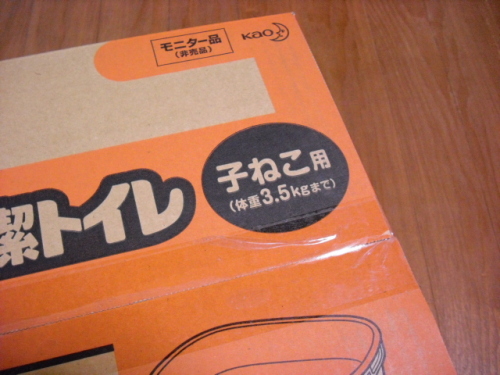 モニター品
(非売品)
Kao
子ねこ用
(体重3.5kgまで)
潔トイレ